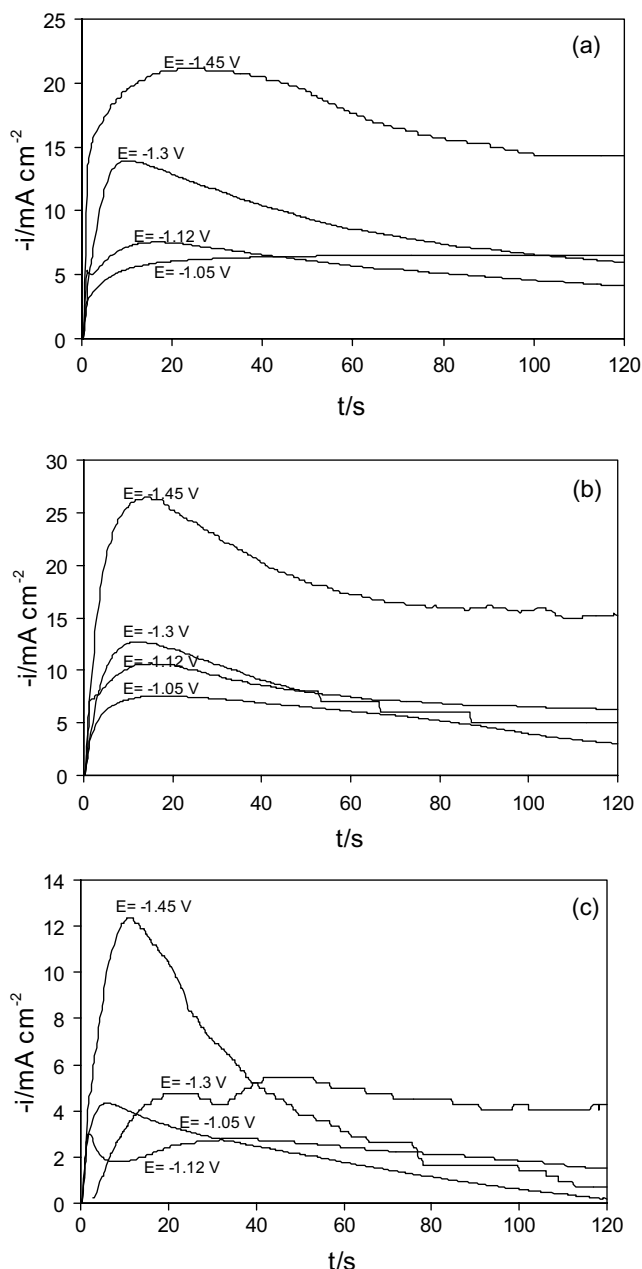 25
(a)
E= -1.45 V
20
-i/mA cm-2
15
E= -1.3 V
10
E= -1.12 V
5
E= -1.05 V
0
0 20 40 60 80 100 120
t/s
30
(b)
E= -1.45 V
25
20
-i/mA cm-2
15
E= -1.3 V
10
E= -1.12 V
E= -1.05 V
5
0
0 20 40 60 80 100 120
t/s
14
E= -1.45 V
(c)
12
10
-i/mA cm-2
8
6
E= -1.3 V
4
E= -1.05 V
2
E= -1.12 V
0
0 20 40 60 80 100 120
t/s